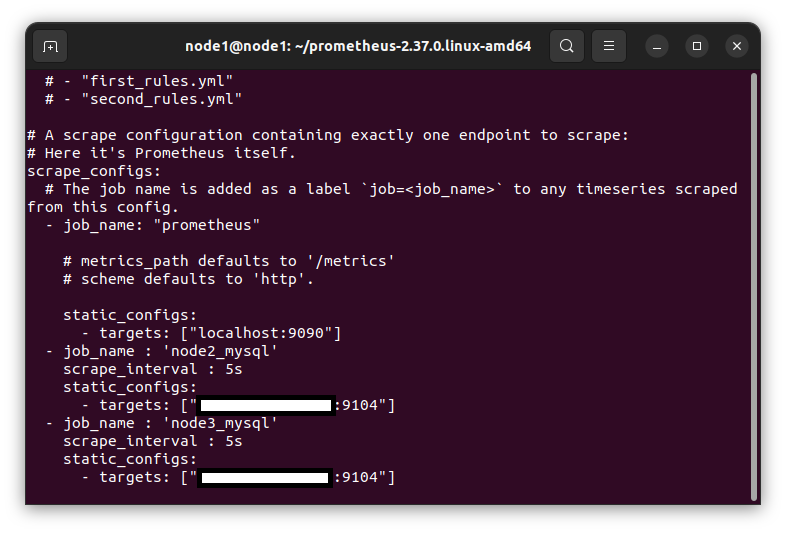 node1@node1: ~/prometheus-2.37.0.linux-amd64
  # - "first_rules.yml"
  # - "second_rules.yml"

# A scrape configuration containing exactly one endpoint to scrape:
# Here it's Prometheus itself.
scrape_configs:
  # The job name is added as a label `job=<job_name>` to any timeseries scraped
from this config.
  - job_name: "prometheus"

    # metrics_path defaults to '/metrics'
    # scheme defaults to 'http'.

    static_configs:
      - targets: ["localhost:9090"]
  - job_name : 'node2_mysql'
    scrape_interval : 5s
    static_configs:
      - targets: [":9104"]
  - job_name : 'node3_mysql'
    scrape_interval : 5s
    static_configs:
      - targets: [":9104"]